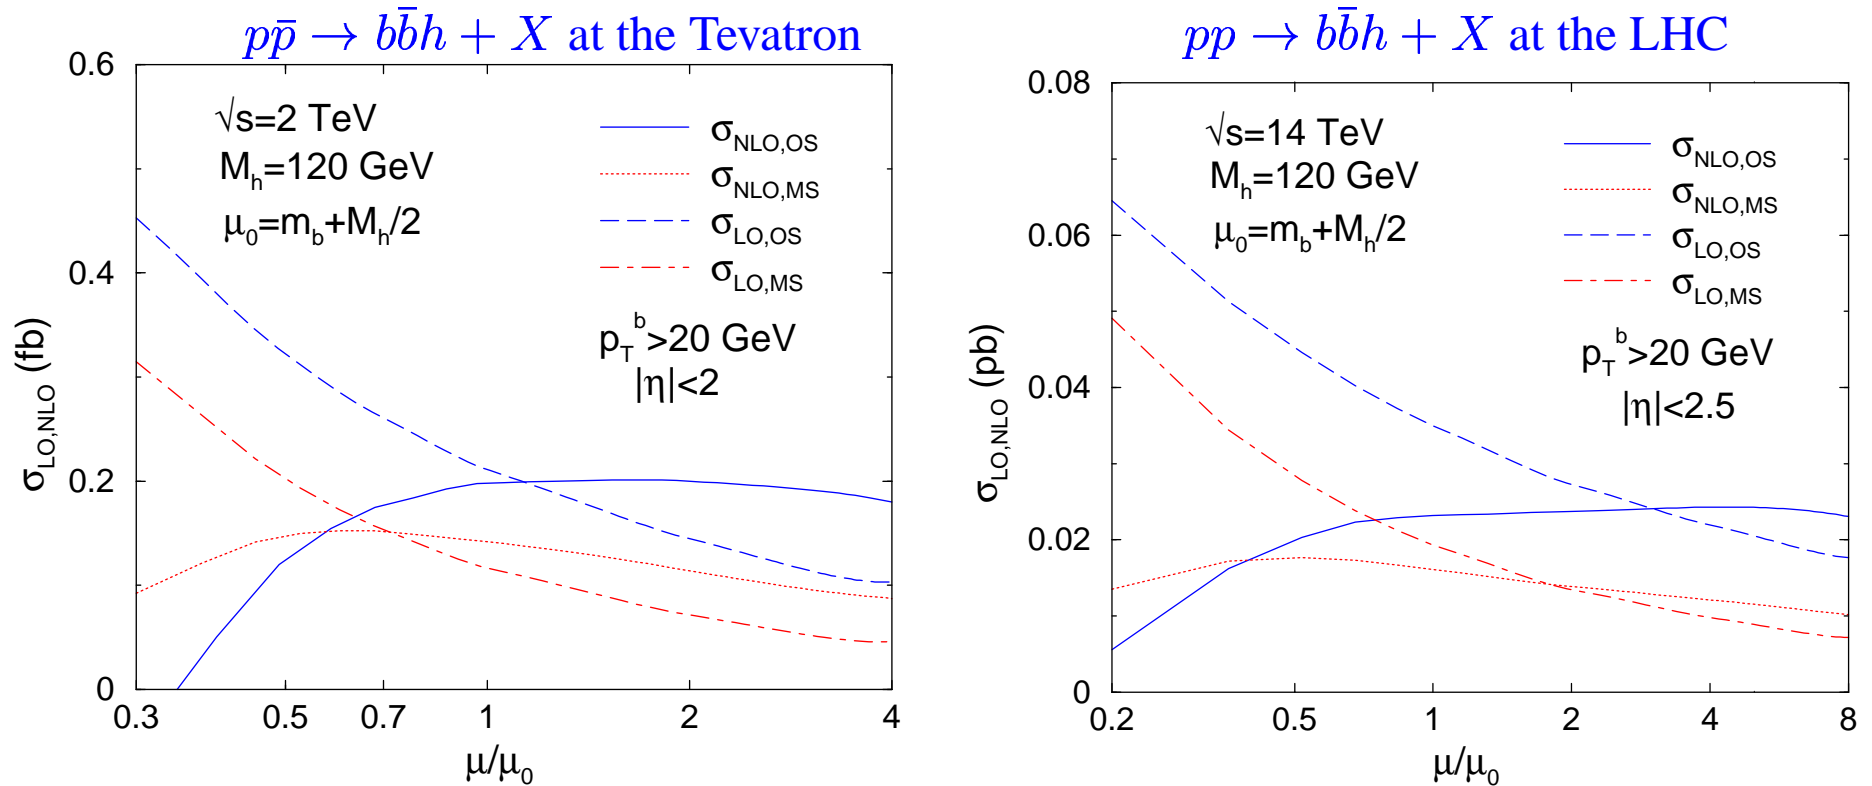 pp̄ → bb̄h + X at the Tevatron
σ_LO,NLO (fb)
0.6
0.4
0.2
0
√s=2 TeV
M_h=120 GeV
μ_0=m_b+M_h/2
σ_NLO,OS
σ_NLO,MS
σ_LO,OS
σ_LO,MS
p_T^b>20 GeV
|η|<2
0.3 0.5 0.7 1 2 4
μ/μ_0
pp → bb̄h + X at the LHC
σ_LO,NLO (pb)
0.08
0.06
0.04
0.02
0
√s=14 TeV
M_h=120 GeV
μ_0=m_b+M_h/2
σ_NLO,OS
σ_NLO,MS
σ_LO,OS
σ_LO,MS
p_T^b>20 GeV
|η|<2.5
0.2 0.5 1 2 4 8
μ/μ_0